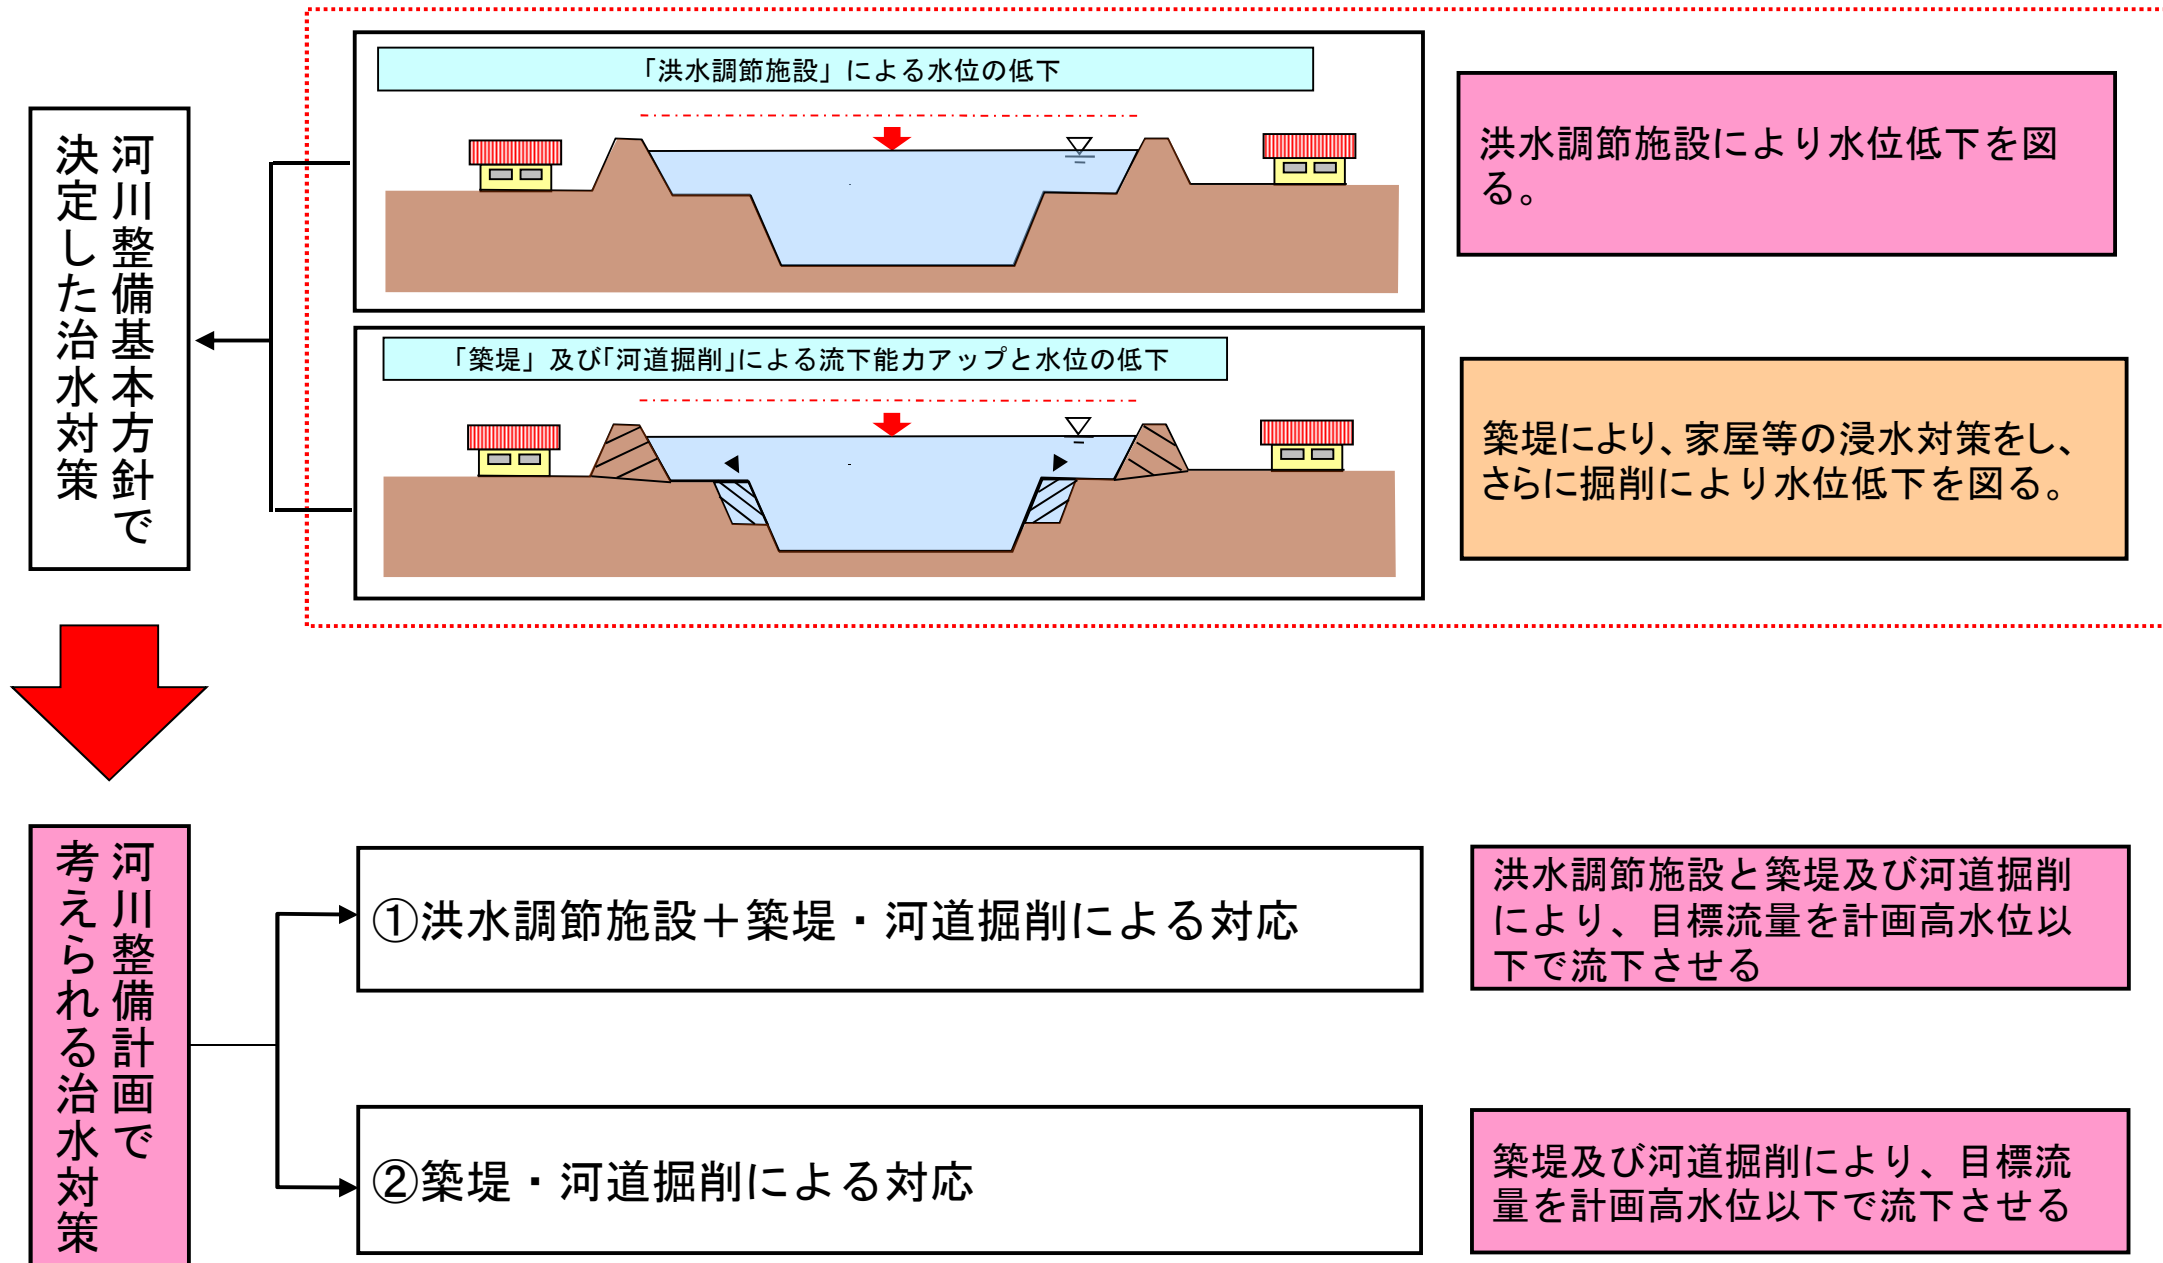 河川整備基本方針で
決定した治水対策
「洪水調節施設」による水位の低下
洪水調節施設により水位低下を図
る。
「築堤」及び「河道掘削」による流下能力アップと水位の低下
築堤により、家屋等の浸水対策をし、
さらに掘削により水位低下を図る。
河川整備計画で
考えられる治水対策
①洪水調節施設＋築堤・河道掘削による対応
洪水調節施設と築堤及び河道掘削
により、目標流量を計画高水位以
下で流下させる
②築堤・河道掘削による対応
築堤及び河道掘削により、目標流
量を計画高水位以下で流下させる